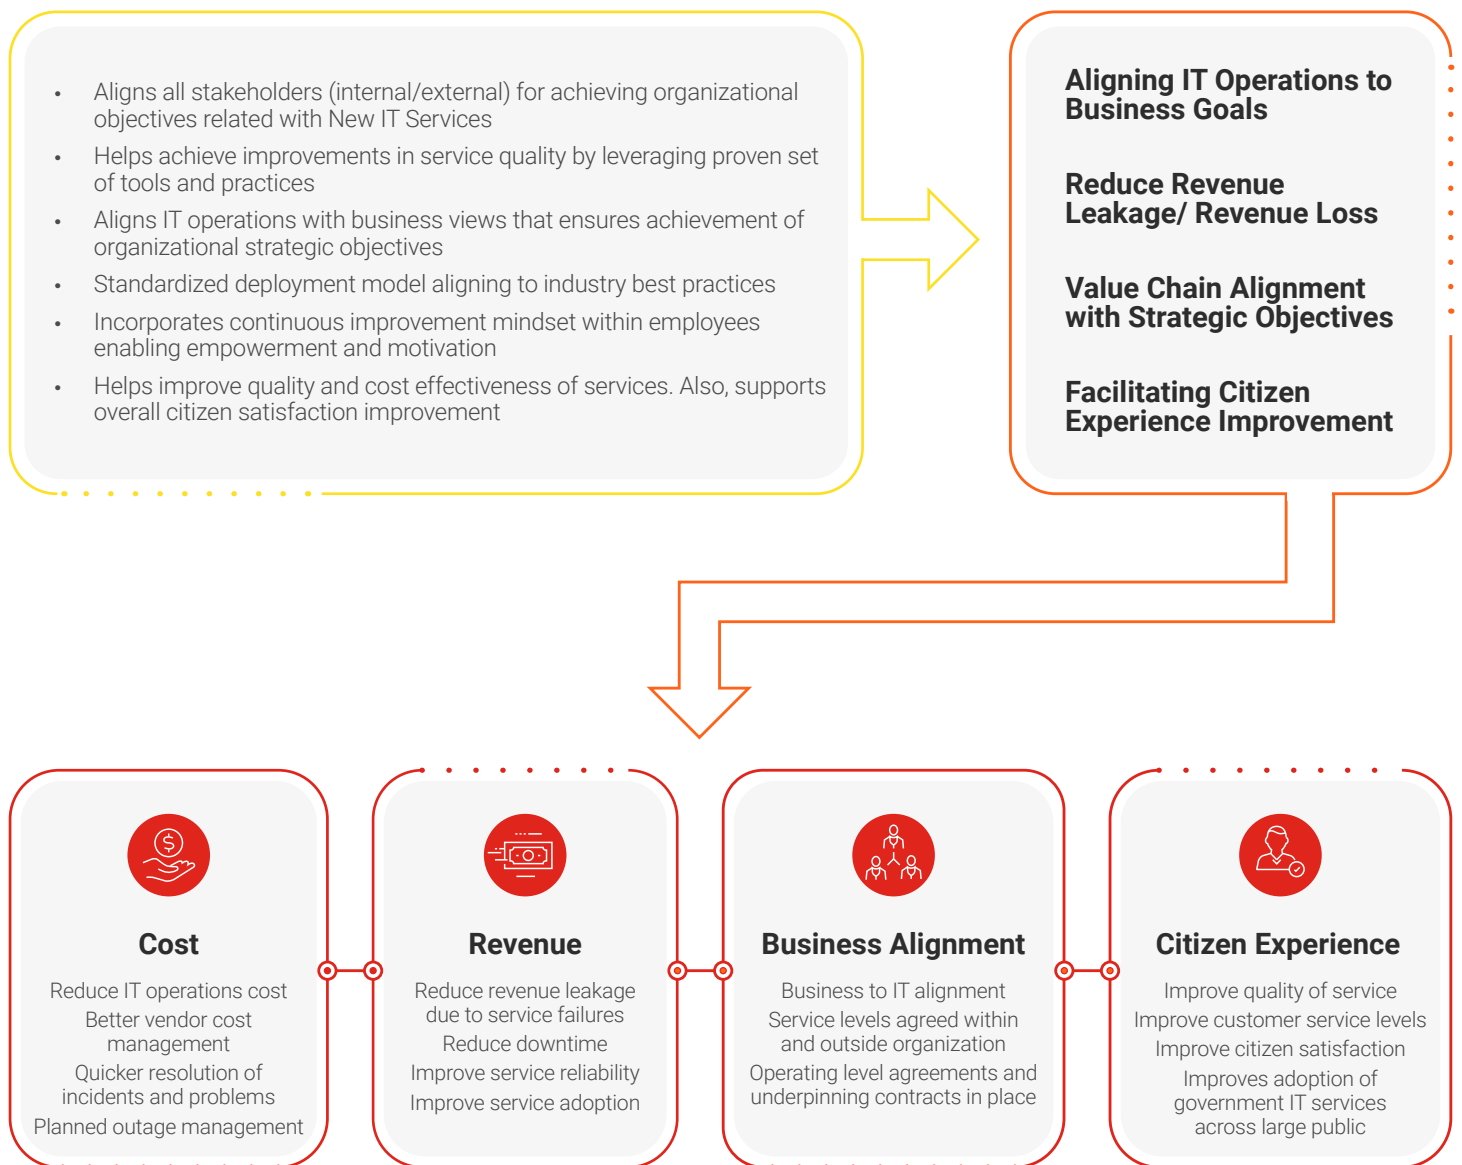 • Aligns all stakeholders (internal/external) for achieving organizational
objectives related with New IT Services
• Helps achieve improvements in service quality by leveraging proven set
of tools and practices
• Aligns IT operations with business views that ensures achievement of
organizational strategic objectives
• Standardized deployment model aligning to industry best practices
• Incorporates continuous improvement mindset within employees
enabling empowerment and motivation
• Helps improve quality and cost effectiveness of services. Also, supports
overall citizen satisfaction improvement
Aligning IT Operations to
Business Goals
Reduce Revenue
Leakage/ Revenue Loss
Value Chain Alignment
with Strategic Objectives
Facilitating Citizen
Experience Improvement
Cost
Reduce IT operations cost
Better vendor cost
management
Quicker resolution of
incidents and problems
Planned outage management
Revenue
Reduce revenue leakage
due to service failures
Reduce downtime
Improve service reliability
Improve service adoption
Business Alignment
Business to IT alignment
Service levels agreed within
and outside organization
Operating level agreements and
underpinning contracts in place
Citizen Experience
Improve quality of service
Improve customer service levels
Improve citizen satisfaction
Improves adoption of
government IT services
across large public